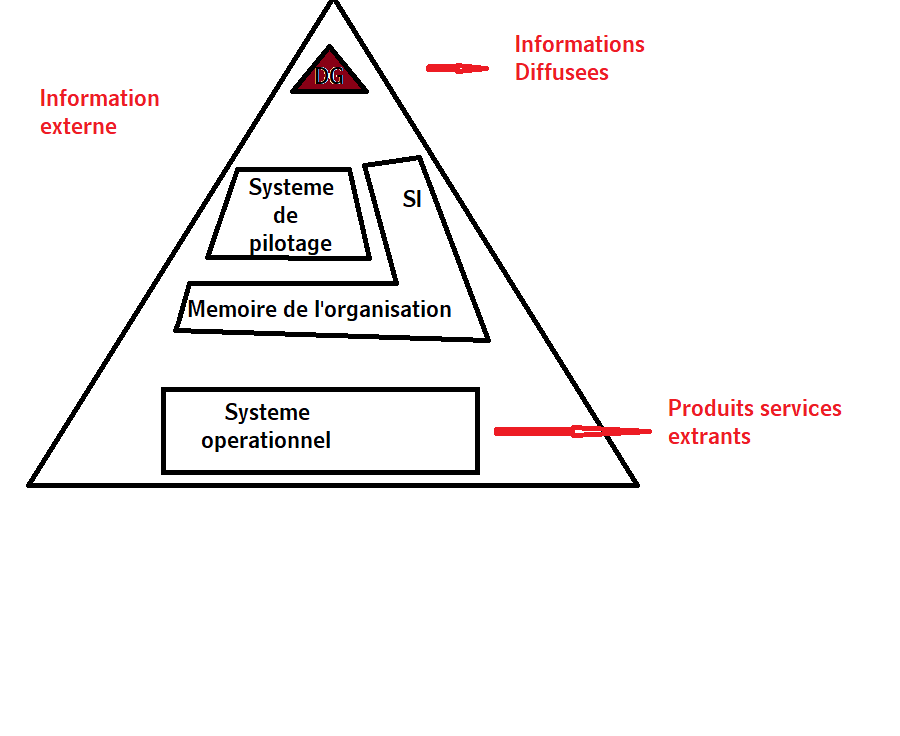 DG
Informations
Diffusees
Information
externe
Systeme
de
pilotage
SI
Memoire de l'organisation
Systeme
operationnel
Produits services
extrants